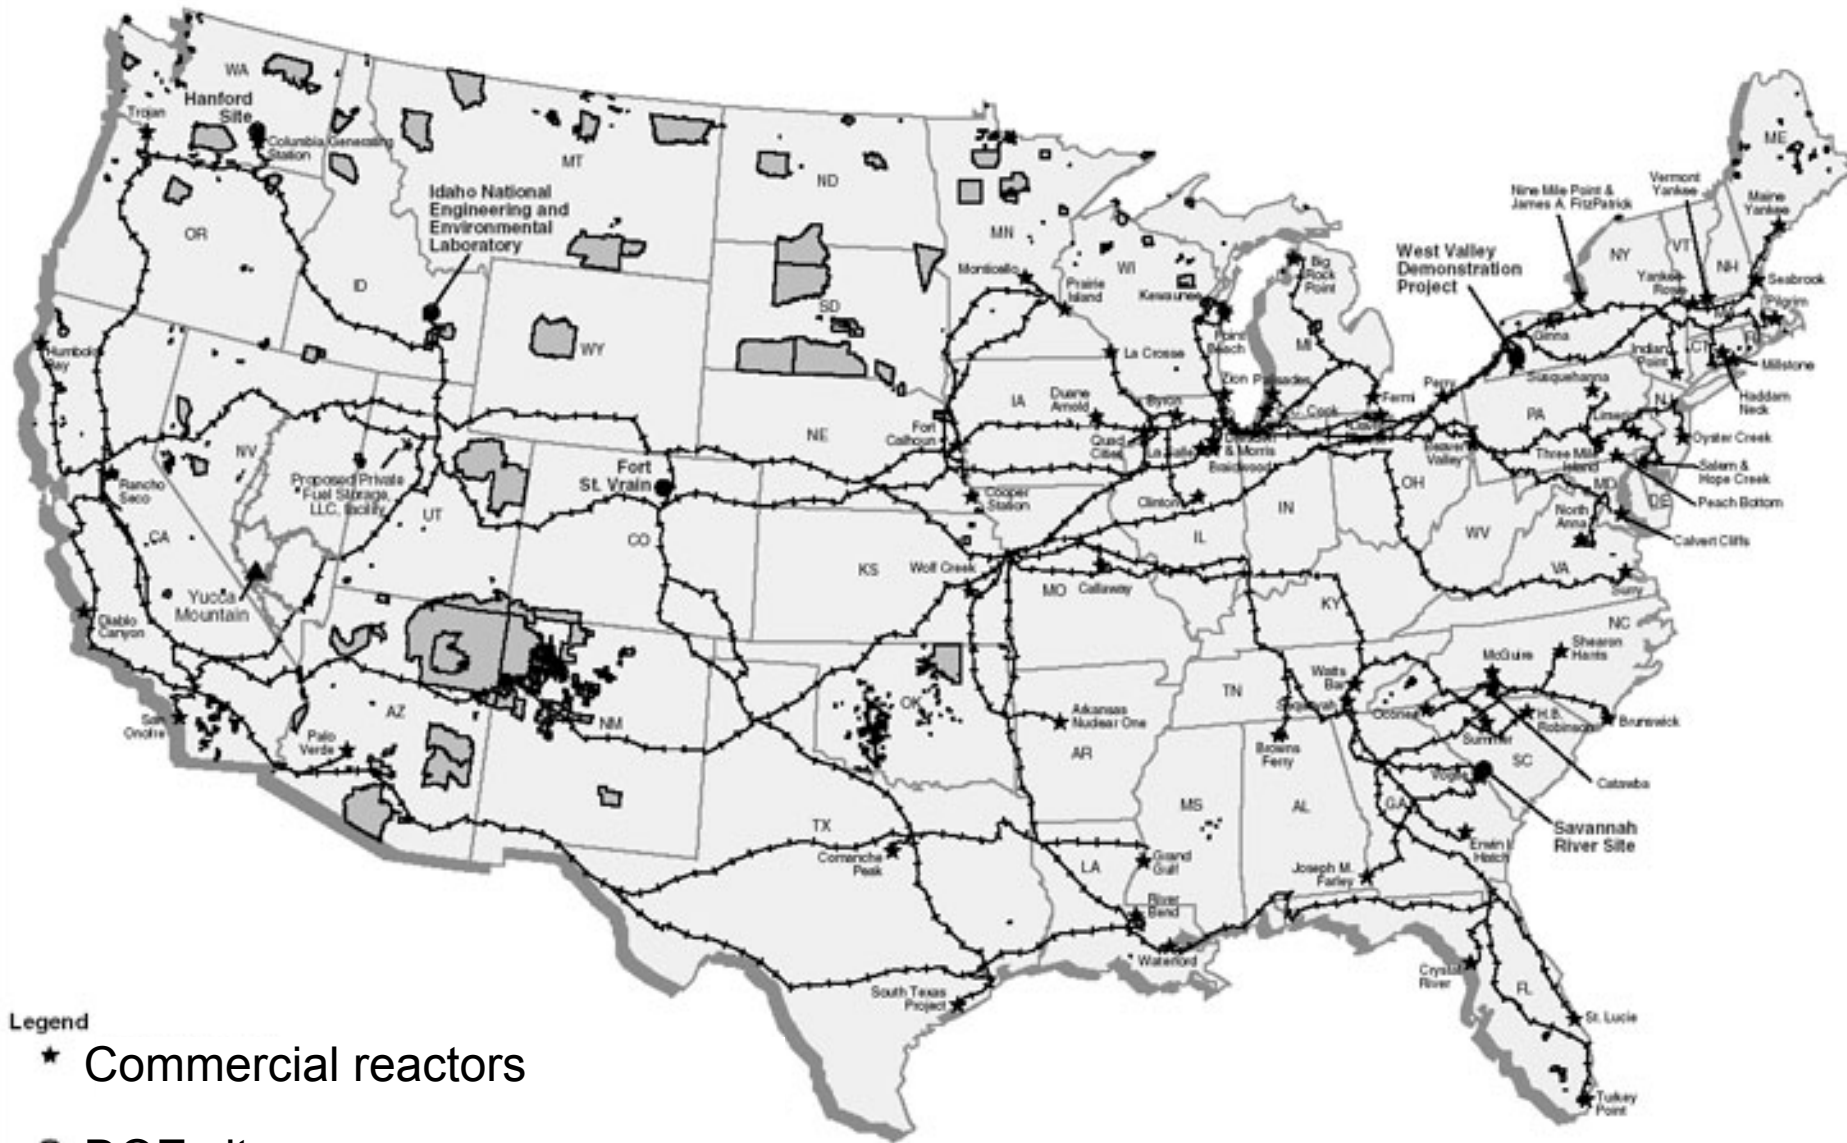 WA
Hanford
Site
Trojan
Columbia Generating
Station
MT
ND
MN
ME
Idaho National
Engineering and
Environmental
Laboratory
OR
ID
WY
SD
WI
Monticello
Prairie
Island
Kewaunee
Point
Beach
Big
Rock
Point
MI
West Valley
Demonstration
Project
Nine Mile Point &
James A. FitzPatrick
Vermont
Yankee
Maine
Yankee
NY
VT
NH
Yankee
Rowe
Seabrook
Pilgrim
Ginna
Indian
Point
CT
Millstone
Haddam
Neck
Humboldt
Bay
La Crosse
Zion
Palisades
Fermi
Perry
Susquehanna
PA
NJ
Limerick
IA
Duane
Arnold
Byron
D.C. Cook
Fort
Calhoun
NE
Quad
Cities
La Salle
& Morris
Braidwood
Beaver
Valley
Three Mile
Island
Oyster Creek
Salem &
Hope Creek
Peach Bottom
MD
DE
NV
Rancho
Seco
Proposed Private
Fuel Storage,
LLC, facility
UT
Fort
St. Vrain
Cooper
Station
Clinton
IN
OH
WV
North
Anna
Calvert Cliffs
CA
CO
KS
Wolf Creek
MO
Callaway
IL
KY
VA
Surry
Yucca
Mountain
Diablo
Canyon
NC
Shearon
Harris
McGuire
Watts
Bar
Sequoyah
TN
Oconee
H.B.
Robinson
Brunswick
Summer
San
Onofre
AZ
Palo
Verde
NM
OK
Arkansas
Nuclear One
AR
Browns
Ferry
SC
Vogtle
Catawba
MS
AL
GA
Savannah
River Site
TX
Comanche
Peak
LA
Grand
Gulf
Joseph M.
Farley
Erwin I.
Hatch
River
Bend
Waterford
Crystal
River
FL
South Texas
Project
St. Lucie
Turkey
Point
Legend
Commercial reactors